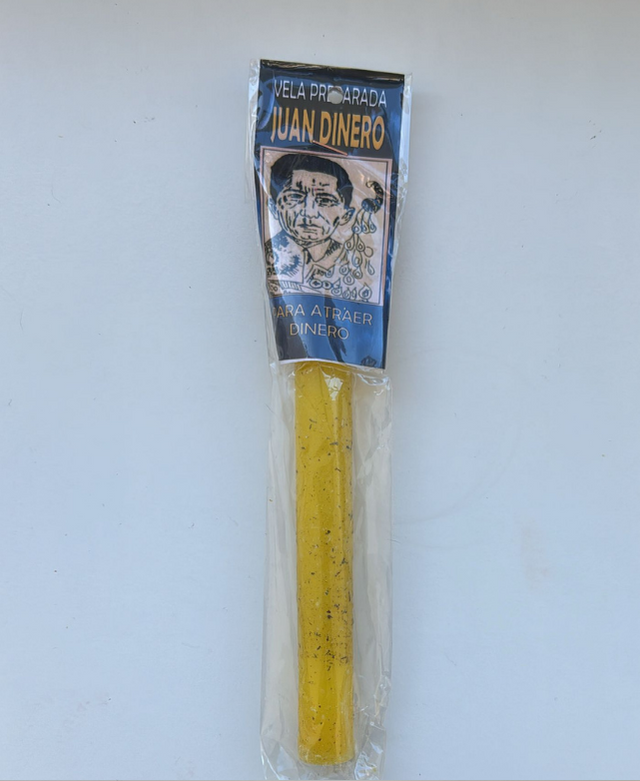 VELA PREPARADA
JUAN DINERO
PARA ATRAER
DINERO